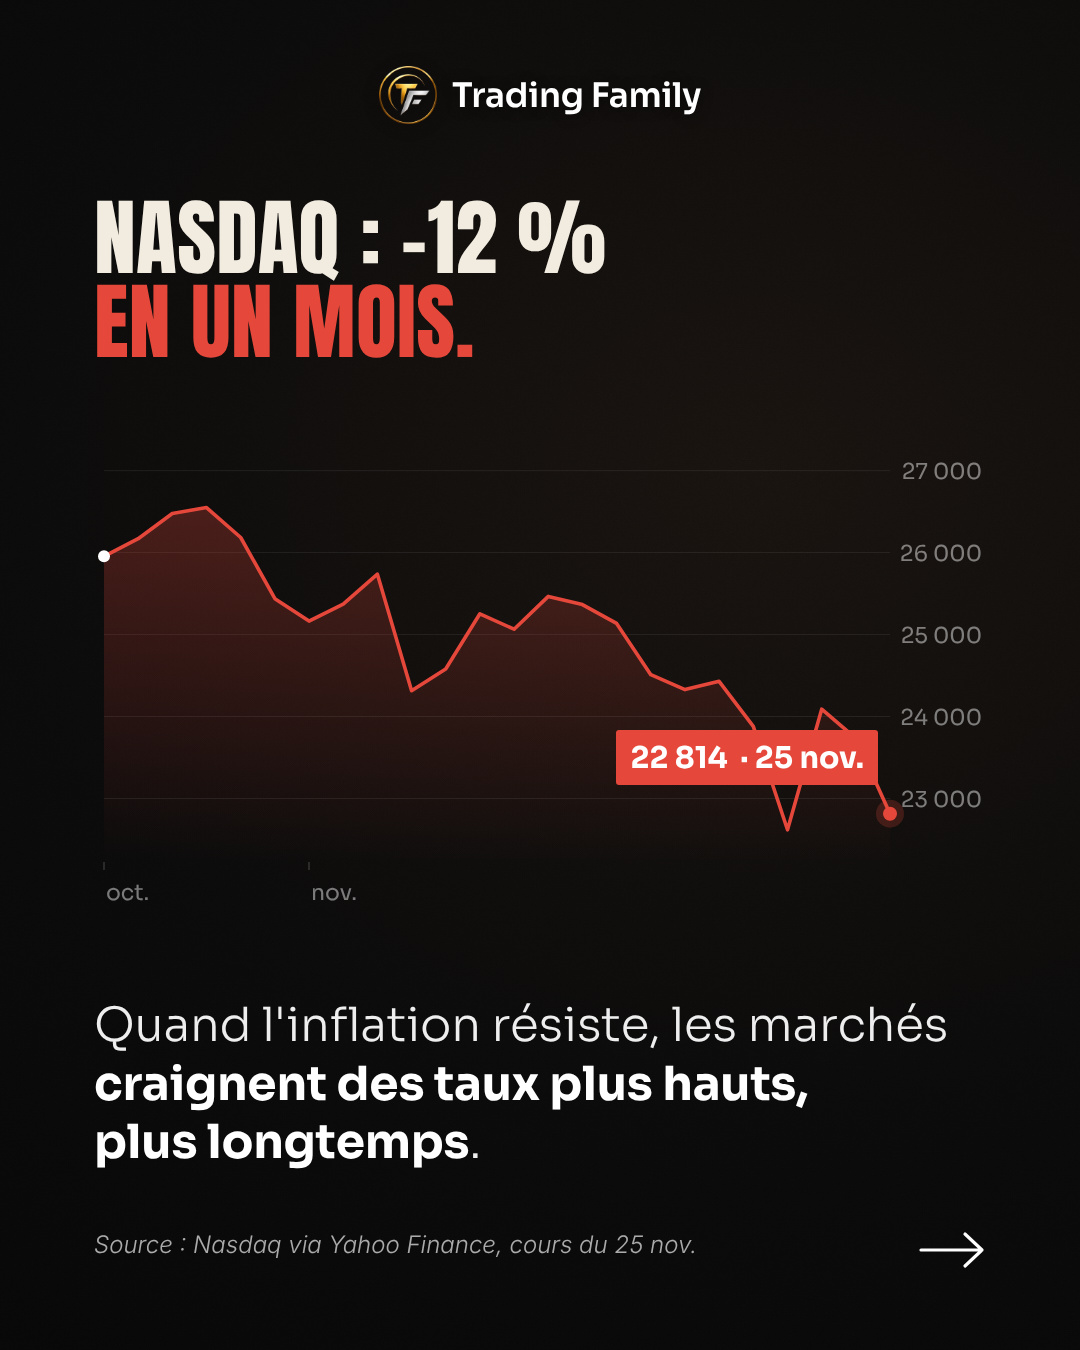 TF Trading Family
NASDAQ : -12 %
EN UN MOIS.
27 000
26 000
25 000
24 000
22 814 · 25 nov.
23 000
oct. nov.
Quand l'inflation résiste, les marchés
craignent des taux plus hauts,
plus longtemps.
Source : Nasdaq via Yahoo Finance, cours du 25 nov.